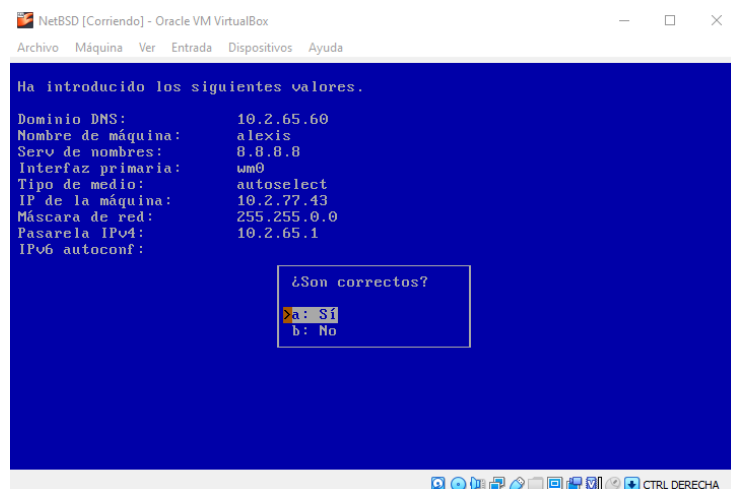 NetBSD [Corriendo] - Oracle VM VirtualBox
Archivo Máquina Ver Entrada Dispositivos Ayuda
Ha introducido los siguientes valores.
Dominio DNS: 10.2.65.60
Nombre de máquina: alexis
Serv de nombres: 8.8.8.8
Interfaz primaria: wm0
Tipo de medio: autoselect
IP de la máquina: 10.2.77.43
Máscara de red: 255.255.0.0
Pasarela IPv4: 10.2.65.1
IPv6 autoconf:
¿Son correctos?
>a: Sí
b: No
CTRL DERECHA